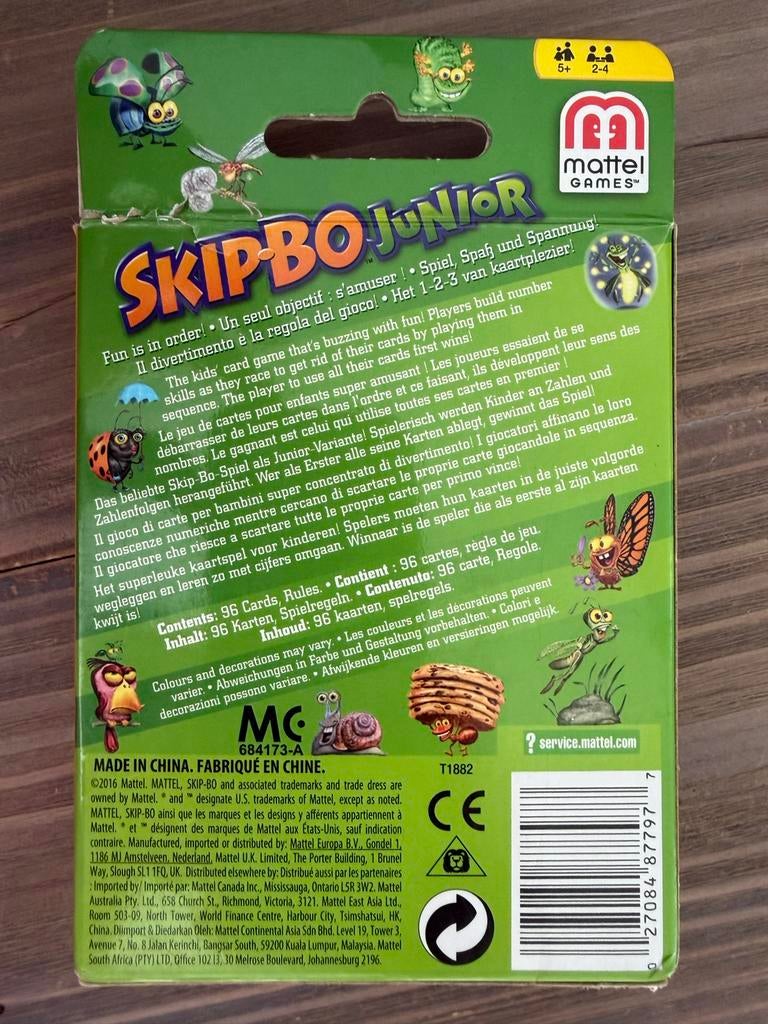 5+ 2-4
mattel
GAMES™
SKIP-BO™ JUNIOR
Fun is in order! • Un seul objectif : s'amuser ! • Spiel, Spaß und Spannung!
Il divertimento è la regola del gioco! • Het 1-2-3 van kaartplezier!
The kids' card game that's buzzing with fun! Players build number
skills as they race to get rid of their cards by playing them in
sequence. The player to use all their cards first wins!
Le jeu de cartes pour enfants super amusant ! Les joueurs essaient de se
débarrasser de leurs cartes dans l'ordre et ce faisant, ils développent leur sens des
nombres. Le gagnant est celui qui utilise toutes ses cartes en premier !
Das beliebte Skip-Bo-Spiel als Junior-Variante! Spielerisch werden Kinder an Zahlen und
Zahlenfolgen herangeführt. Wer als Erster alle seine Karten ablegt, gewinnt das Spiel!
Il gioco di carte per bambini super concentrato di divertimento! I giocatori affinano le loro
conoscenze numeriche mentre cercano di scartare le proprie carte giocandole in sequenza.
Il giocatore che riesce a scartare tutte le proprie carte per primo vince!
Het superleuke kaartspel voor kinderen! Spelers moeten hun kaarten in de juiste volgorde
wegleggen en leren zo met cijfers omgaan. Winnaar is de speler die als eerste al zijn kaarten
kwijt is!
Contents: 96 Cards, Rules. • Contient : 96 cartes, règle de jeu.
Inhalt: 96 Karten, Spielregeln. • Contenuto: 96 carte, Regole.
Inhoud: 96 kaarten, spelregels.
Colours and decorations may vary. • Les couleurs et les décorations peuvent
varier. • Abweichungen in Farbe und Gestaltung vorbehalten. • Colori e
decorazioni possono variare. • Afwijkende kleuren en versieringen mogelijk.
MC
684173-A
? service.mattel.com
MADE IN CHINA. FABRIQUÉ EN CHINE.
T1882
©2016 Mattel. MATTEL, SKIP-BO and associated trademarks and trade dress are
owned by Mattel. ® and ™ designate U.S. trademarks of Mattel, except as noted.
MATTEL, SKIP-BO ainsi que les marques et les designs y afférents appartiennent à
Mattel. ® et ™ désignent des marques de Mattel aux États-Unis, sauf indication
contraire. Manufactured, imported or distributed by: Mattel Europa B.V., Gondel 1,
1186 MJ Amstelveen, Nederland. Mattel U.K. Limited, The Porter Building, 1 Brunel
Way, Slough SL1 1FQ, UK. Distributed elsewhere by: Distribué aussi par les partenaires
: Imported by/ Importé par: Mattel Canada Inc., Mississauga, Ontario L5R 3W2. Mattel
Australia Pty. Ltd., 658 Church St., Richmond, Victoria, 3121. Mattel East Asia Ltd.,
Room 503-09, North Tower, World Finance Centre, Harbour City, Tsimshatsui, HK,
China. Diimport & Diedarkan Oleh: Mattel Continental Asia Sdn Bhd. Level 19, Tower 3,
Avenue 7, No. 8 Jalan Kerinchi, Bangsar South, 59200 Kuala Lumpur, Malaysia. Mattel
South Africa (PTY) LTD, Office 102 I3, 30 Melrose Boulevard, Johannesburg 2196.
CE
0 27084 87797 7